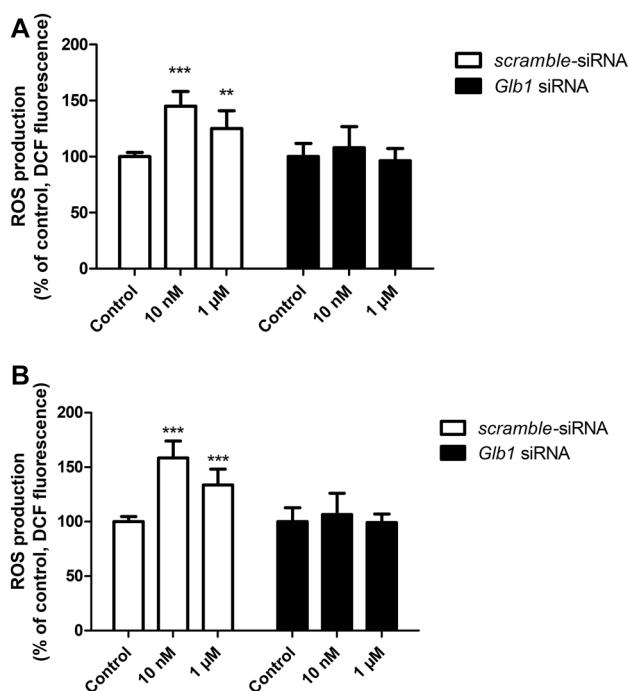 A
ROS production
(% of control, DCF fluorescence)
200
150
100
50
0
***
**
Control
10 nM
1 µM
Control
10 nM
1 µM
scramble-siRNA
Glb1 siRNA
B
ROS production
(% of control, DCF fluorescence)
200
150
100
50
0
***
***
Control
10 nM
1 µM
Control
10 nM
1 µM
scramble-siRNA
Glb1 siRNA